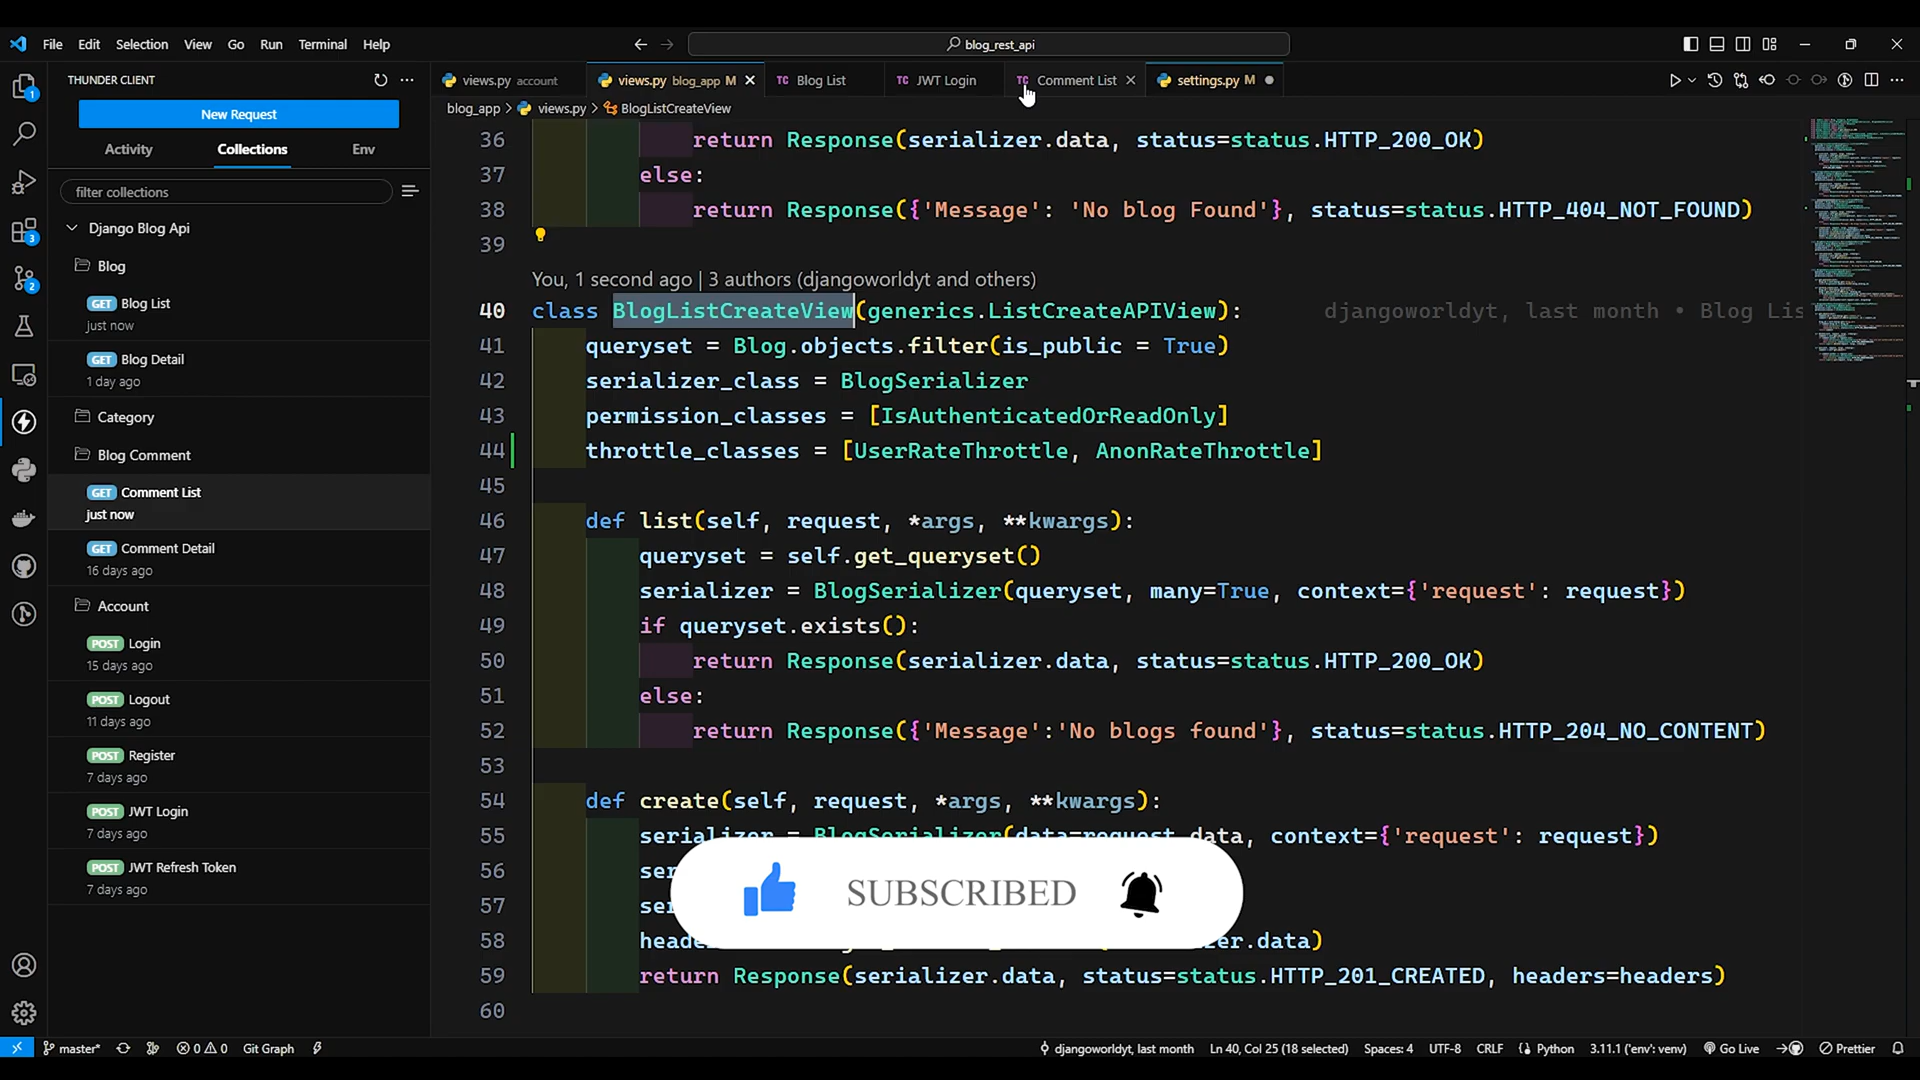 File Edit Selection View Go Run Terminal Help
blog_rest_api
THUNDER CLIENT
New Request
Activity Collections Env
filter collections
Django Blog Api
Blog
GET Blog List
just now
GET Blog Detail
1 day ago
Category
Blog Comment
GET Comment List
just now
GET Comment Detail
16 days ago
Account
POST Login
15 days ago
POST Logout
11 days ago
POST Register
7 days ago
POST JWT Login
7 days ago
POST JWT Refresh Token
7 days ago
views.py account views.py blog_app M TC Blog List TC JWT Login TC Comment List settings.py M
blog_app > views.py > BlogListCreateView
36 return Response(serializer.data, status=status.HTTP_200_OK)
37 else:
38 return Response({'Message': 'No blog Found'}, status=status.HTTP_404_NOT_FOUND)
39
You, 1 second ago | 3 authors (djangoworldyt and others)
40 class BlogListCreateView(generics.ListCreateAPIView): djangoworldyt, last month • Blog Lis
41 queryset = Blog.objects.filter(is_public = True)
42 serializer_class = BlogSerializer
43 permission_classes = [IsAuthenticatedOrReadOnly]
44 throttle_classes = [UserRateThrottle, AnonRateThrottle]
45
46 def list(self, request, *args, **kwargs):
47 queryset = self.get_queryset()
48 serializer = BlogSerializer(queryset, many=True, context={'request': request})
49 if queryset.exists():
50 return Response(serializer.data, status=status.HTTP_200_OK)
51 else:
52 return Response({'Message':'No blogs found'}, status=status.HTTP_204_NO_CONTENT)
53
54 def create(self, request, *args, **kwargs):
55 serializer = BlogSerializer(data=request.data, context={'request': request})
56 ser
57 ser
SUBSCRIBED
58 heade zer.data)
59 return Response(serializer.data, status=status.HTTP_201_CREATED, headers=headers)
60
master* 0 0 Git Graph djangoworldyt, last month Ln 40, Col 25 (18 selected) Spaces: 4 UTF-8 CRLF Python 3.11.1 ('env': venv) Go Live Prettier